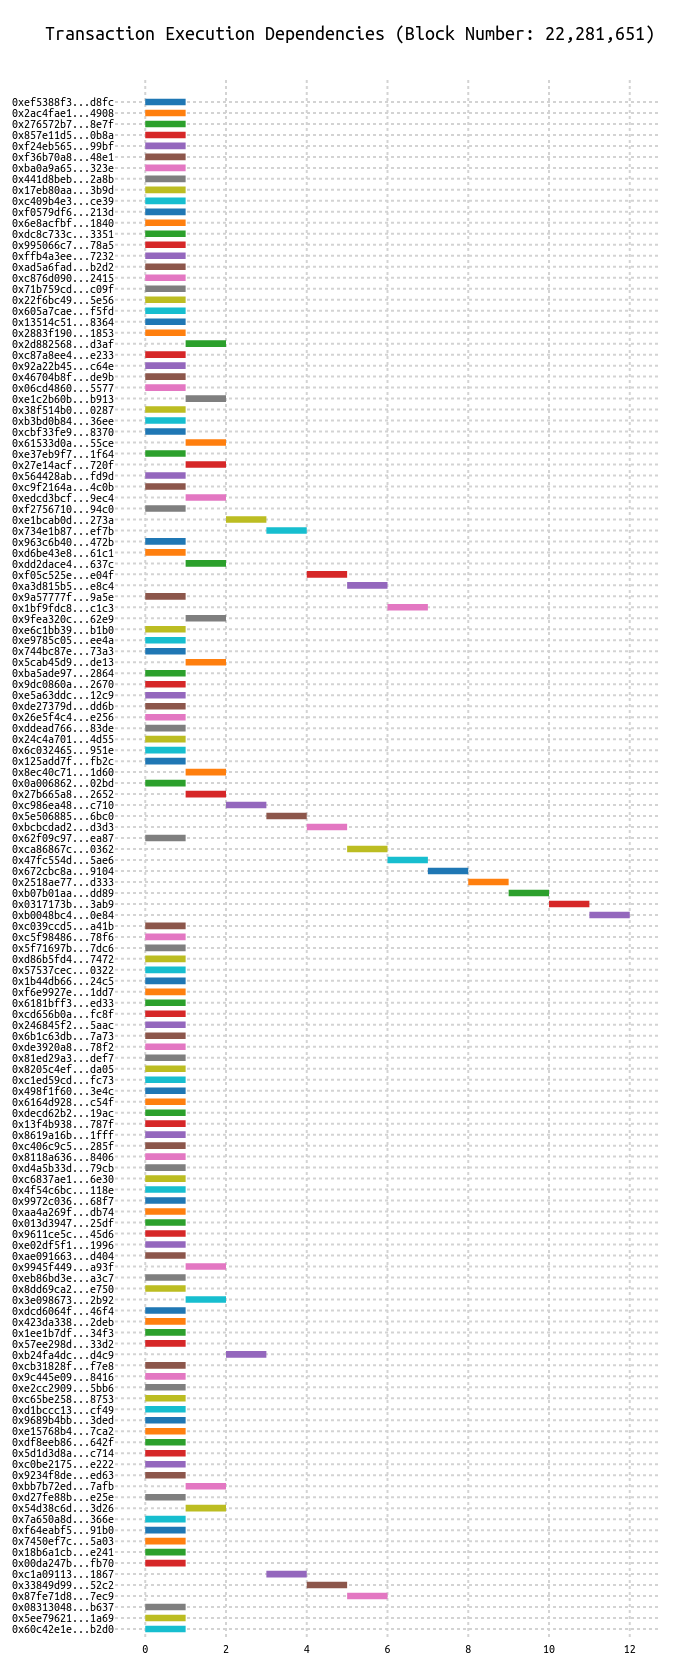 Transaction Execution Dependencies (Block Number: 22,281,651)
0xef5388f3...d8fc
0x2ac4fae1...4908
0x276572b7...8e7f
0x857e11d5...0b8a
0xf24eb565...99bf
0xf36b70a8...48e1
0xba0a9a65...323e
0x441d8beb...2a8b
0x17eb80aa...3b9d
0xc409b4e3...ce39
0xf0579df6...213d
0x6e8acfbf...1840
0xdc8c733c...3351
0x995066c7...78a5
0xffb4a3ee...7232
0xad5a6fad...b2d2
0xc876d090...2415
0x71b759cd...c09f
0x22f6bc49...5e56
0x605a7cae...f5fd
0x13514c51...8364
0x2883f190...1853
0x2d882568...d3af
0xc87a8ee4...e233
0x92a22b45...c64e
0x46704b8f...de9b
0x06cd4860...5577
0xe1c2b60b...b913
0x38f514b0...0287
0xb3bd0b84...36ee
0xcbf33fe9...8370
0x61533d0a...55ce
0xe37eb9f7...1f64
0x27e14acf...720f
0x564428ab...fd9d
0xc9f2164a...4c0b
0xedcd3bcf...9ec4
0xf2756710...94c0
0xe1bcab0d...273a
0x734e1b87...ef7b
0x963c6b40...472b
0xd6be43e8...61c1
0xdd2dace4...637c
0xf05c525e...e04f
0xa3d815b5...e8c4
0x9a57777f...9a5e
0x1bf9fdc8...c1c3
0x9fea320c...62e9
0xe6c1bb39...b1b0
0xe9785c05...ee4a
0x744bc87e...73a3
0x5cab45d9...de13
0xba5ade97...2864
0x9dc0860a...2670
0xe5a63ddc...12c9
0xde27379d...dd6b
0x26e5f4c4...e256
0xddead766...83de
0x24c4a701...4d55
0x6c032465...951e
0x125add7f...fb2c
0x8ec40c71...1d60
0x0a006862...02bd
0x27b665a8...2652
0xc986ea48...c710
0x5e506885...6bc0
0xbcbcdad2...d3d3
0x62f09c97...ea87
0xca86867c...0362
0x47fc554d...5ae6
0x672cbc8a...9104
0x2518ae77...d333
0xb07b01aa...dd89
0x0317173b...3ab9
0xb0048bc4...0e84
0xc039ccd5...a41b
0xc5f98486...78f6
0x5f71697b...7dc6
0xd86b5fd4...7472
0x57537cec...0322
0x1b44db66...24c5
0xf6e9927e...1dd7
0x6181bff3...ed33
0xcd656b0a...fc8f
0x246845f2...5aac
0x6b1c63db...7a73
0xde3920a8...78f2
0x81ed29a3...def7
0x8205c4ef...da05
0xc1ed59cd...fc73
0x498f1f60...3e4c
0x6164d928...c54f
0xdecd62b2...19ac
0x13f4b938...787f
0x8619a16b...1fff
0xc406c9c5...285f
0x8118a636...8406
0xd4a5b33d...79cb
0xc6837ae1...6e30
0x4f54c6bc...118e
0x9972c036...68f7
0xaa4a269f...db74
0x013d3947...25df
0x9611ce5c...45d6
0xe02df5f1...1996
0xae091663...d404
0x9945f449...a93f
0xeb86bd3e...a3c7
0x8dd69ca2...e750
0x3e098673...2b92
0xdcd6064f...46f4
0x423da338...2deb
0x1ee1b7df...34f3
0x57ee298d...33d2
0xb24fa4dc...d4c9
0xcb31828f...f7e8
0x9c445e09...8416
0xe2cc2909...5bb6
0xc65be258...8753
0xd1bccc13...cf49
0x9689b4bb...3ded
0xe15768b4...7ca2
0xdf8eeb86...642f
0x5d1d3d8a...c714
0xc0be2175...e222
0x9234f8de...ed63
0xbb7b72ed...7afb
0xd27fe88b...e25e
0x54d38c6d...3d26
0x7a650a8d...366e
0xf64eabf5...91b0
0x7450ef7c...5a03
0x18b6a1cb...e241
0x00da247b...fb70
0xc1a09113...1867
0x33849d99...52c2
0x87fe71d8...7ec9
0x08313048...b637
0x5ee79621...1a69
0x60c42e1e...b2d0
0 2 4 6 8 10 12